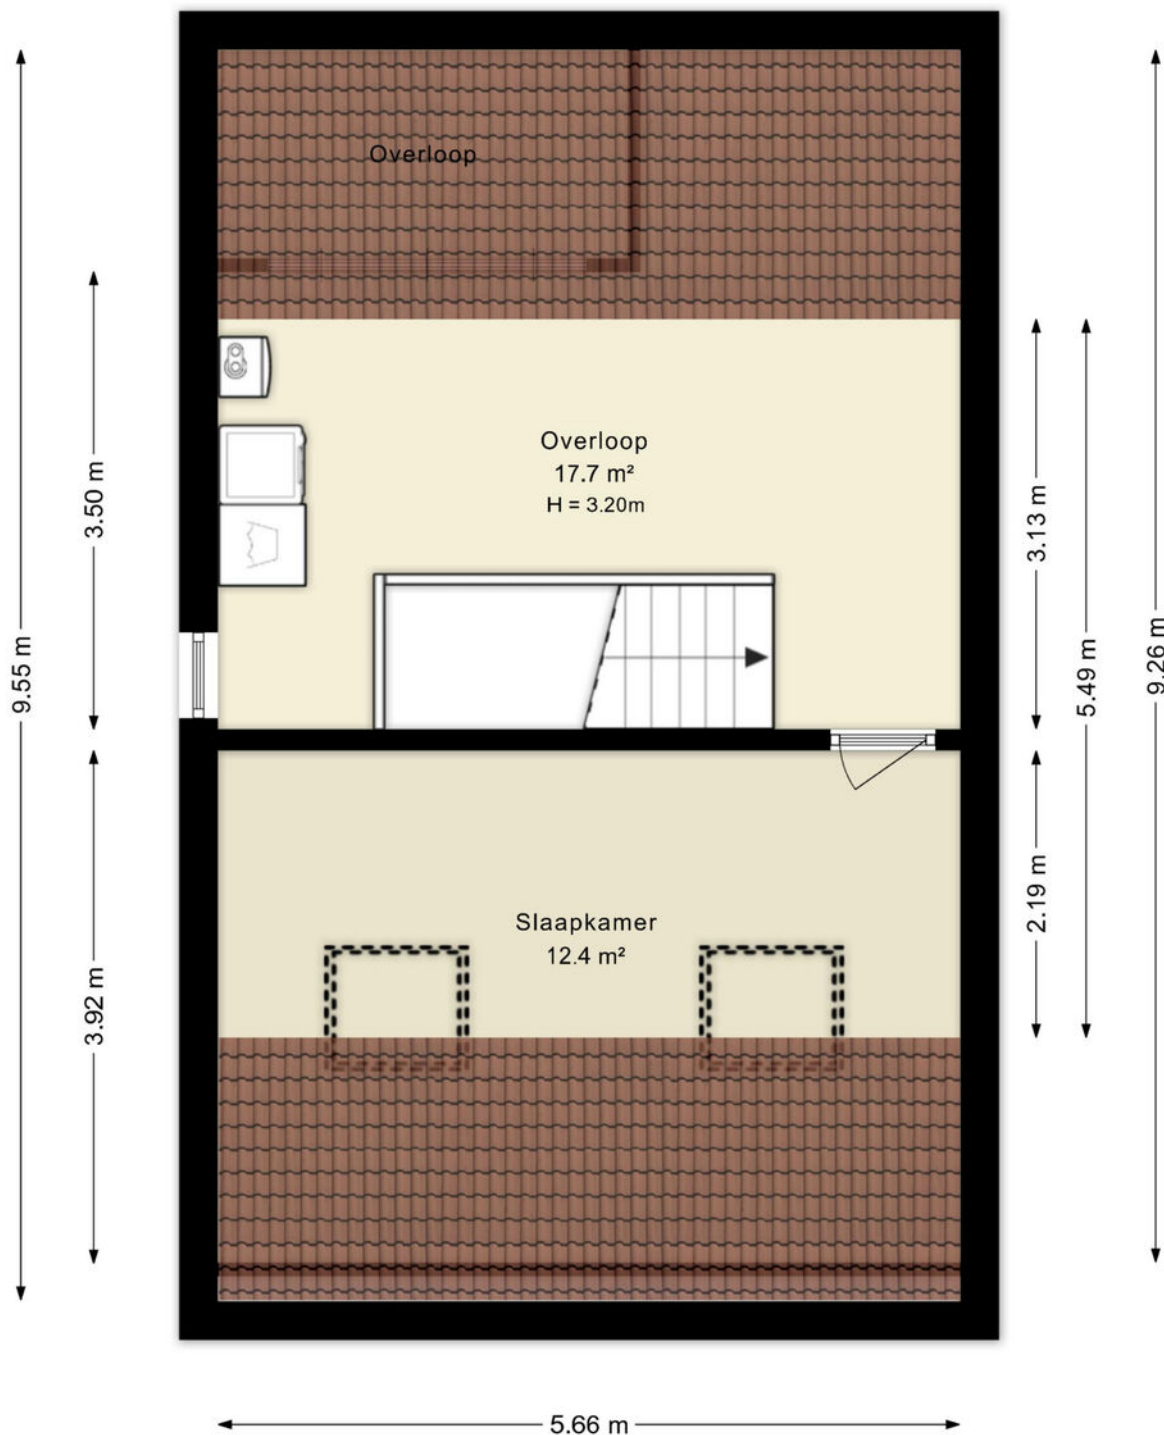 Overloop
Overloop
17.7 m²
H = 3.20m
3.50 m
3.13 m
9.55 m
5.49 m
9.26 m
Slaapkamer
12.4 m²
2.19 m
3.92 m
5.66 m